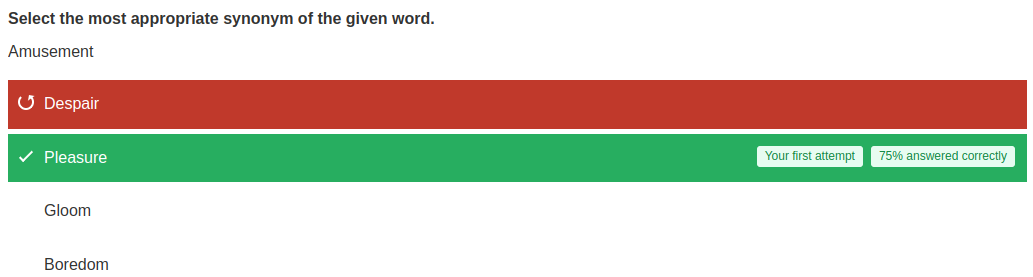 Select the most appropriate synonym of the given word.
Amusement
Despair
Pleasure Your first attempt 75% answered correctly
Gloom
Boredom